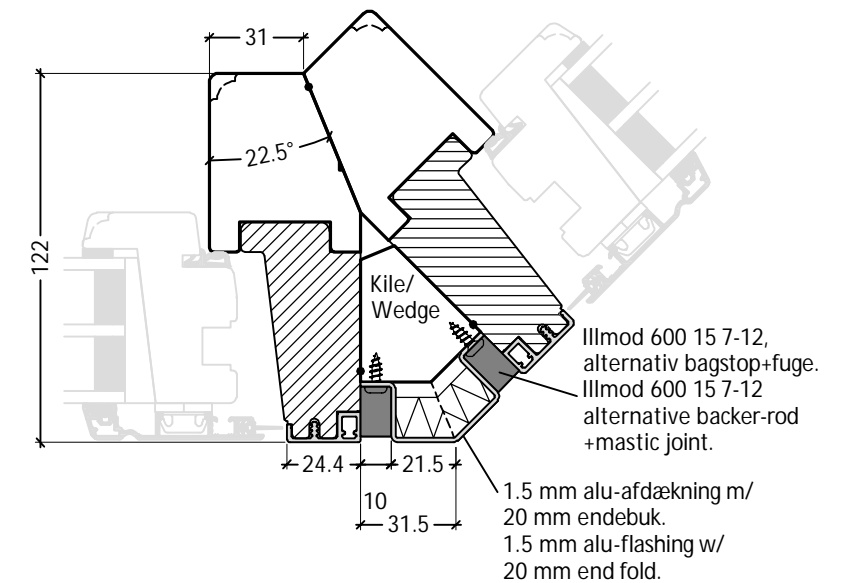 31
22.5°
122
Kile/
Wedge
Illmod 600 15 7-12,
alternativ bagstop+fuge.
Illmod 600 15 7-12
alternative backer-rod
+mastic joint.
24.4
21.5
10
31.5
1.5 mm alu-afdækning m/
20 mm endebuk.
1.5 mm alu-flashing w/
20 mm end fold.